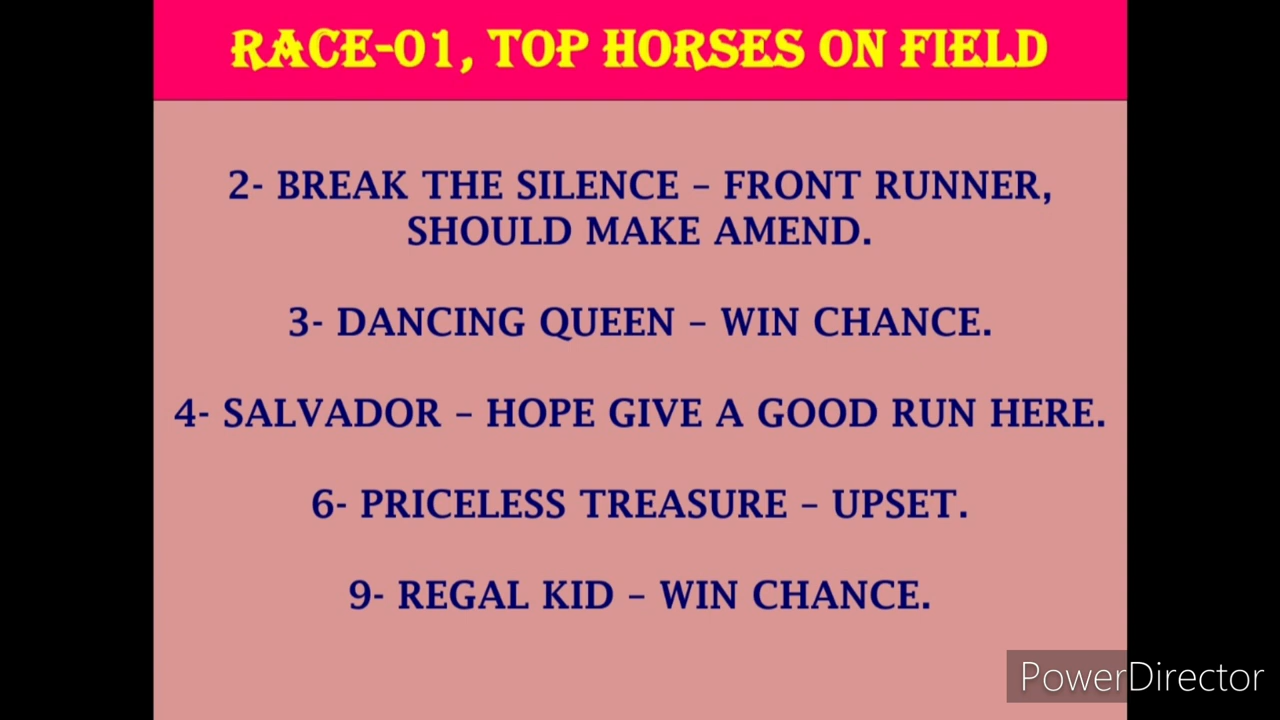 RACE-01, TOP HORSES ON FIELD
2- BREAK THE SILENCE – FRONT RUNNER,
SHOULD MAKE AMEND.
3- DANCING QUEEN – WIN CHANCE.
4- SALVADOR – HOPE GIVE A GOOD RUN HERE.
6- PRICELESS TREASURE – UPSET.
9- REGAL KID – WIN CHANCE.
PowerDirector